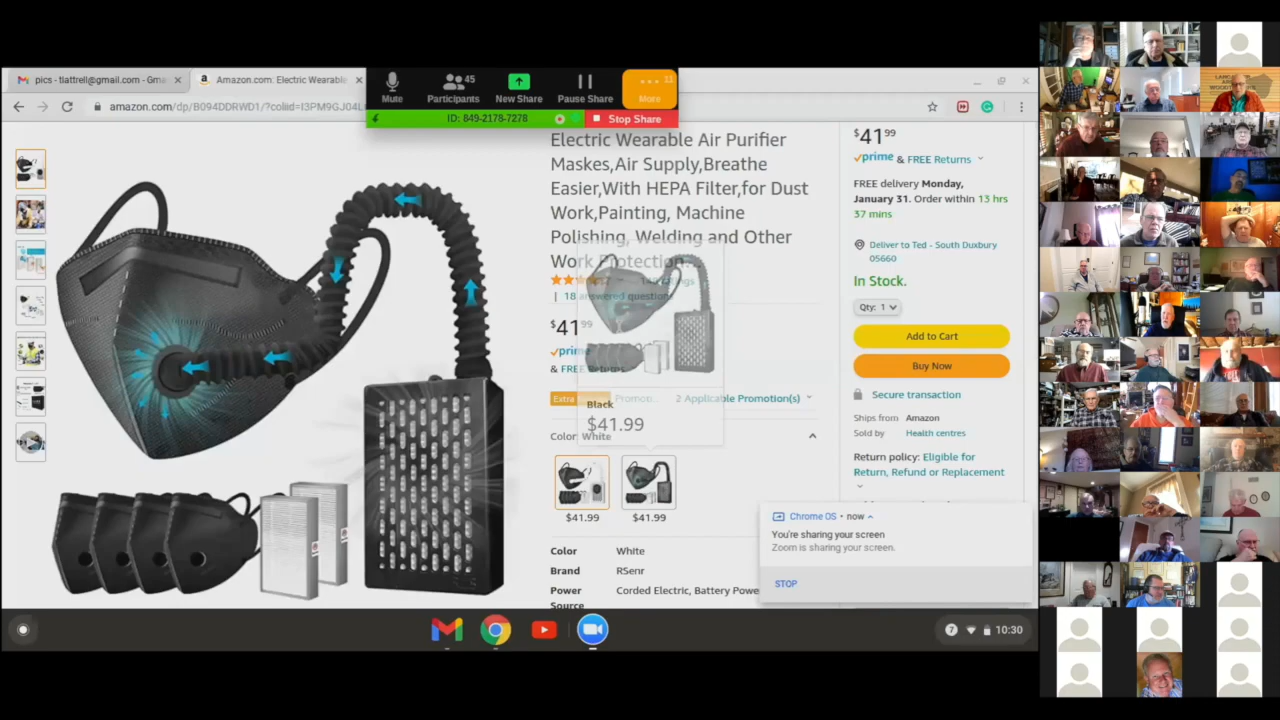 pics - tlattrell@gmail.com - Gma
Amazon.com: Electric Wearable
45
11
Mute
Participants
New Share
Pause Share
More
ID: 849-2178-7278
Stop Share
amazon.com/dp/B094DDRWD1/?coliid=I3PM9GJ04L
Electric Wearable Air Purifier
Maskes,Air Supply,Breathe
Easier,With HEPA Filter,for Dust
Work,Painting, Machine
Polishing, Welding and Other
Work Protection...
| 18 answered questions
$41.99
prime
& FREE Returns
Extra
Promo
2 Applicable Promotion(s)
Black
$41.99
Color: White
$41.99
$41.99
Color White
Brand RSenr
Power Source Corded Electric, Battery Powe
$41.99
prime & FREE Returns
FREE delivery Monday,
January 31. Order within 13 hrs
37 mins
Deliver to Ted - South Duxbury
05660
In Stock.
Qty: 1
Add to Cart
Buy Now
Secure transaction
Ships from Amazon
Sold by Health centres
Return policy: Eligible for
Return, Refund or Replacement
Chrome OS • now
You're sharing your screen
Zoom is sharing your screen.
STOP
7
10:30